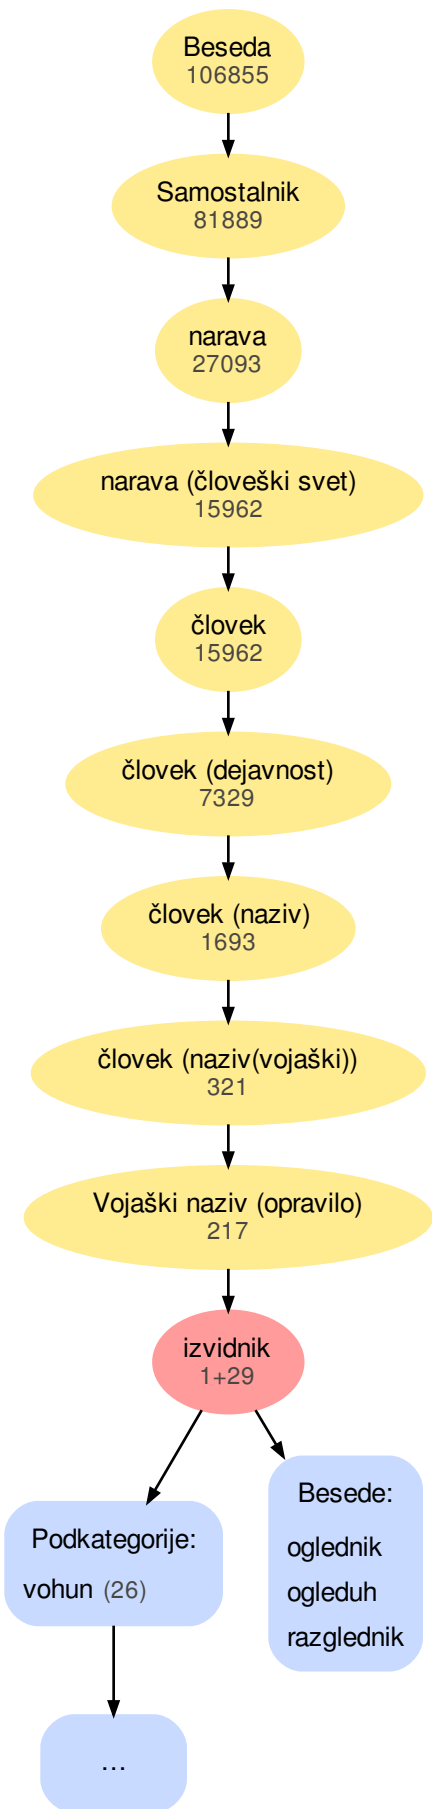 Beseda
106855
Samostalnik
81889
narava
27093
narava (človeški svet)
15962
človek
15962
človek (dejavnost)
7329
človek (naziv)
1693
človek (naziv(vojaški))
321
Vojaški naziv (opravilo)
217
izvidnik
1+29
Podkategorije:
vohun (26)
...
Besede:
oglednik
ogleduh
razglednik